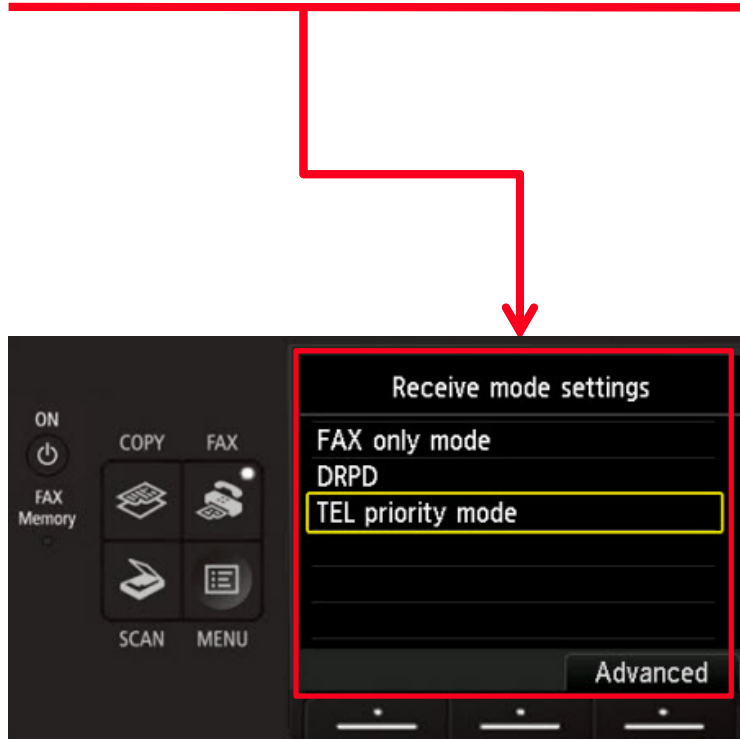 Receive mode settings
ON
COPY FAX
FAX only mode
DRPD
FAX
Memory
TEL priority mode
SCAN MENU
Advanced